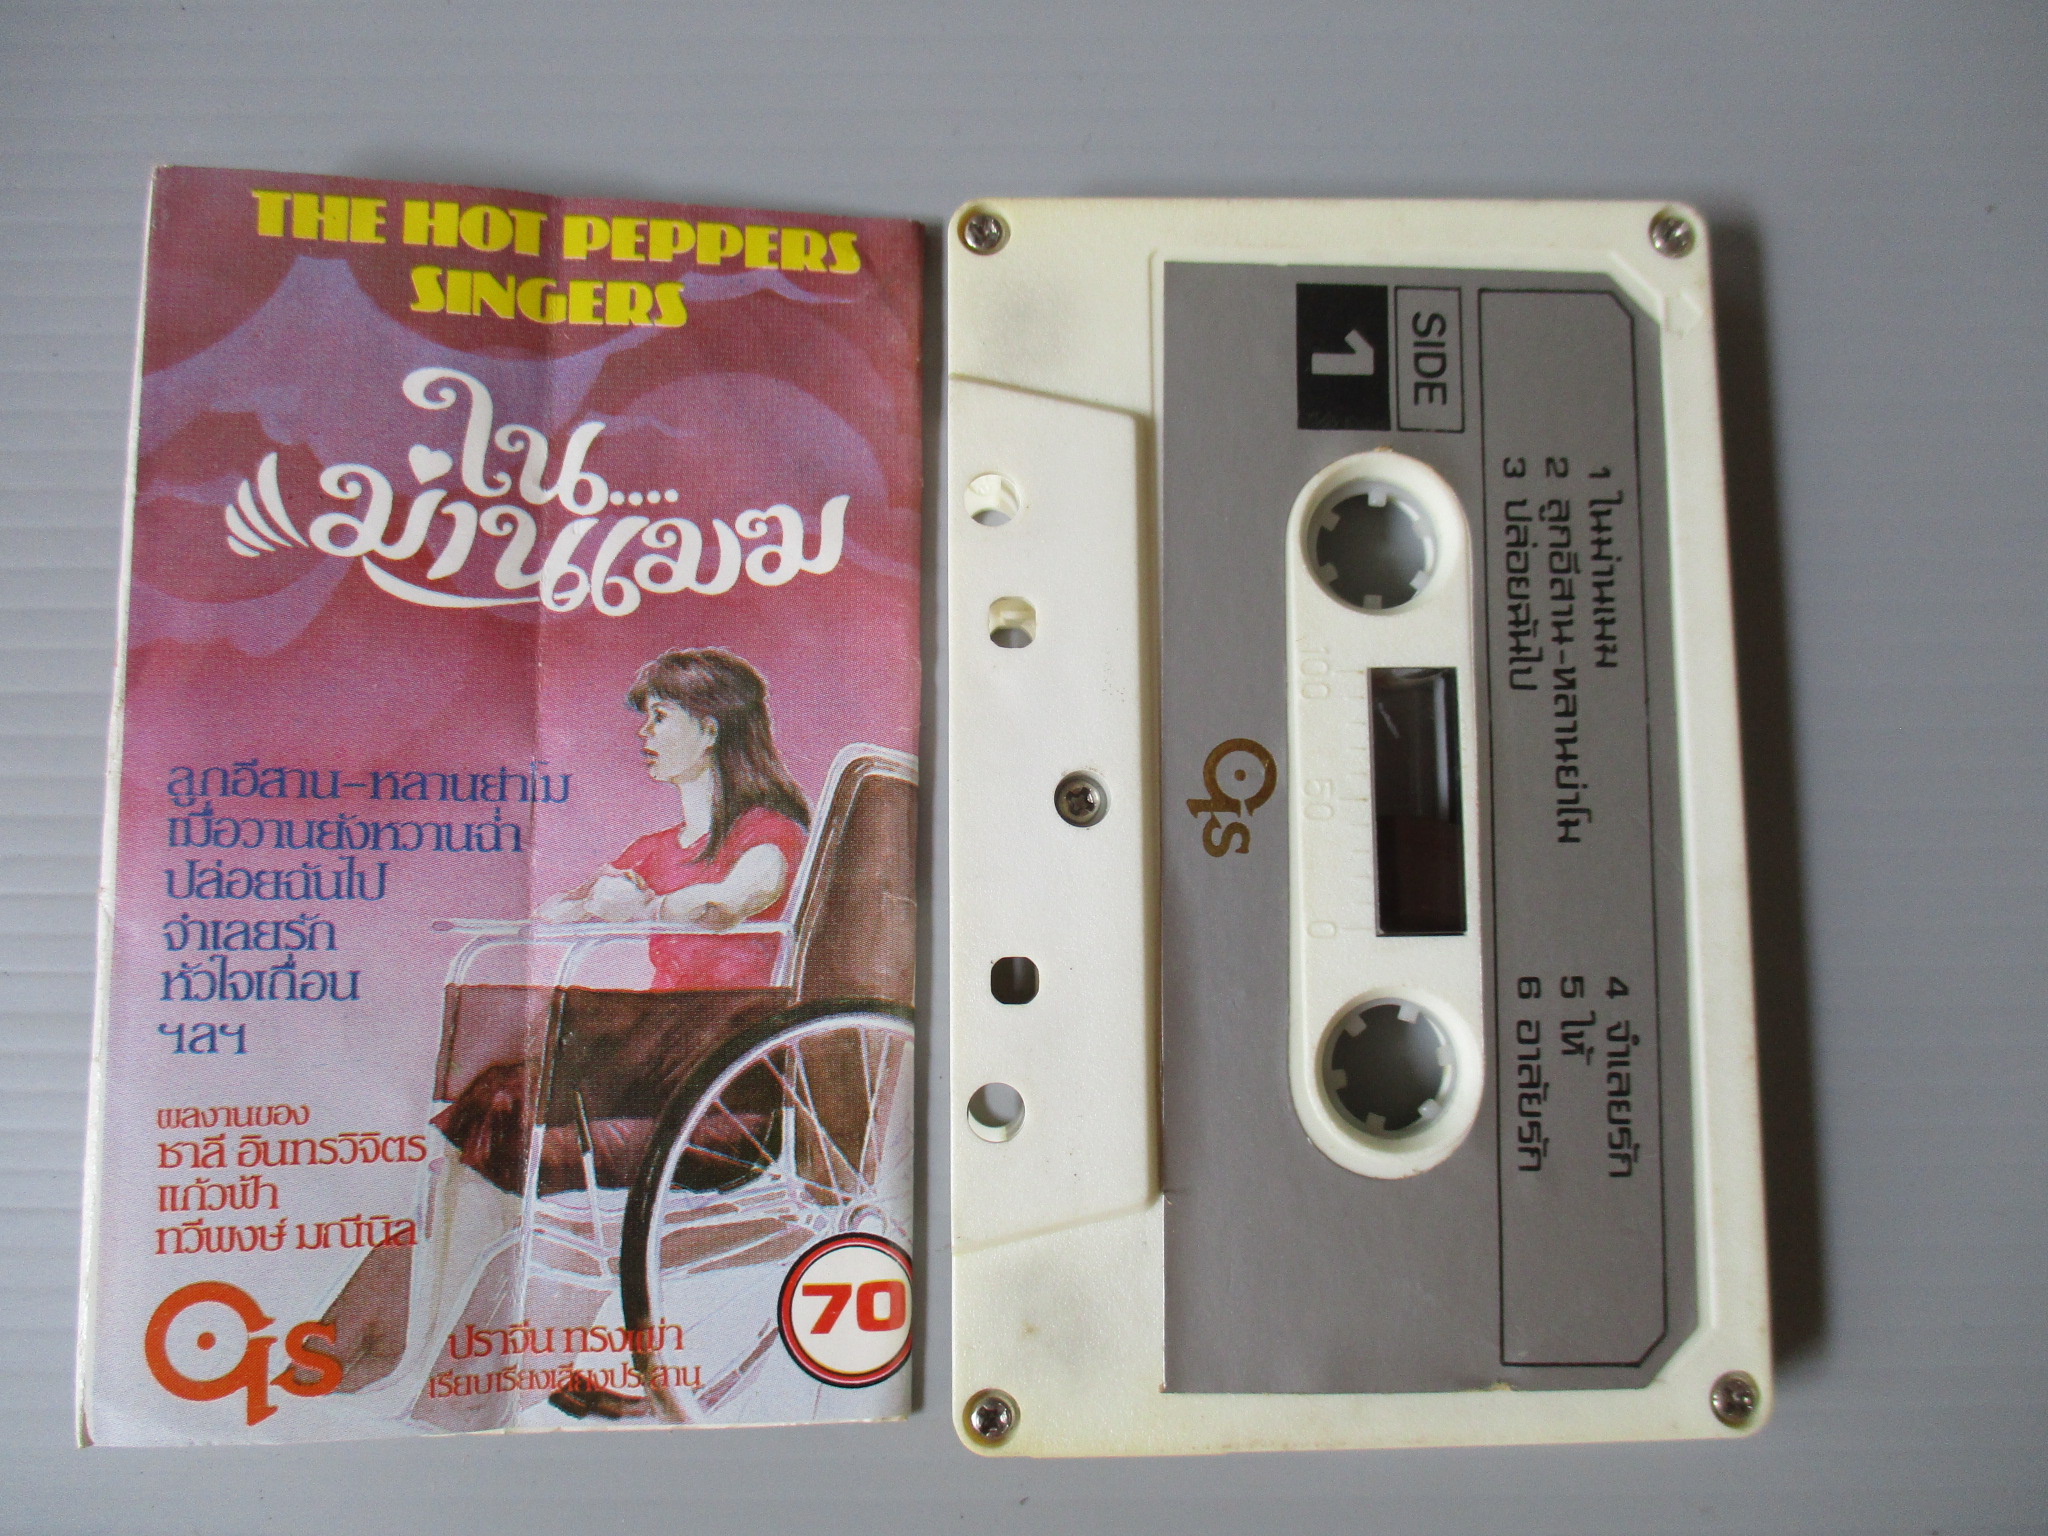 THE HOT PEPPERS
SINGERS
ใน....
ม่านเมฆ
ลูกอีสาน-หลานย่าโม
เมื่อวานยังหวานฉ่ำ
ปล่อยฉันไป
จำเลยรัก
หัวใจเถื่อน
ฯลฯ
ผลงานของ
ชาลี อินทรวิจิตร
แก้วฟ้า
ทวีพงษ์ มณีนิล
QS
ปราจีน ทรงเผ่า
เรียบเรียงเสียงประสาน
70
SIDE
1
1 ในม่านเมฆ
2 ลูกอีสาน-หลานย่าโม
3 ปล่อยฉันไป
4 จำเลยรัก
5 ให้
6 อาลัยรัก
100
50
0
QS